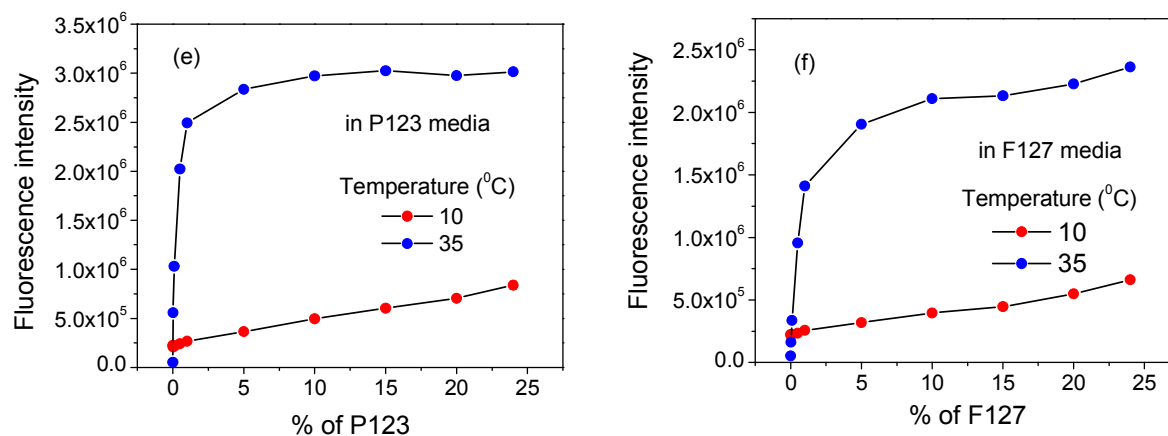 (e)
Fluorescence intensity
3.5x10⁶
3.0x10⁶
2.5x10⁶
2.0x10⁶
1.5x10⁶
1.0x10⁶
5.0x10⁵
0.0
in P123 media
Temperature (⁰C)
10
35
0 5 10 15 20 25
% of P123
(f)
Fluorescence intensity
2.5x10⁶
2.0x10⁶
1.5x10⁶
1.0x10⁶
5.0x10⁵
0.0
in F127 media
Temperature (⁰C)
10
35
0 5 10 15 20 25
% of F127